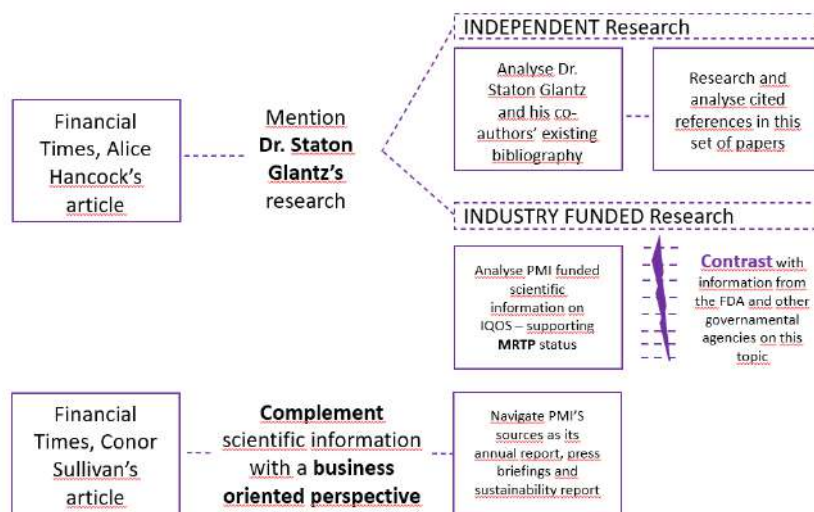 INDEPENDENT Research
Financial
Times, Alice
Hancock's
article
Mention
Dr. Staton
Glantz's
research
Analyse Dr.
Staton Glantz
and his co-
authors' existing
bibliography
Research and
analyse cited
references in this
set of papers
INDUSTRY FUNDED Research
Analyse PMI funded
scientific
information on
IQOS – supporting
MRTP status
Contrast with
information from
the FDA and other
governamental
agencies on this
topic
Financial
Times, Conor
Sullivan's
article
Complement
scientific information
with a business
oriented perspective
Navigate PMI'S
sources as its
annual report, press
briefings and
sustainability report